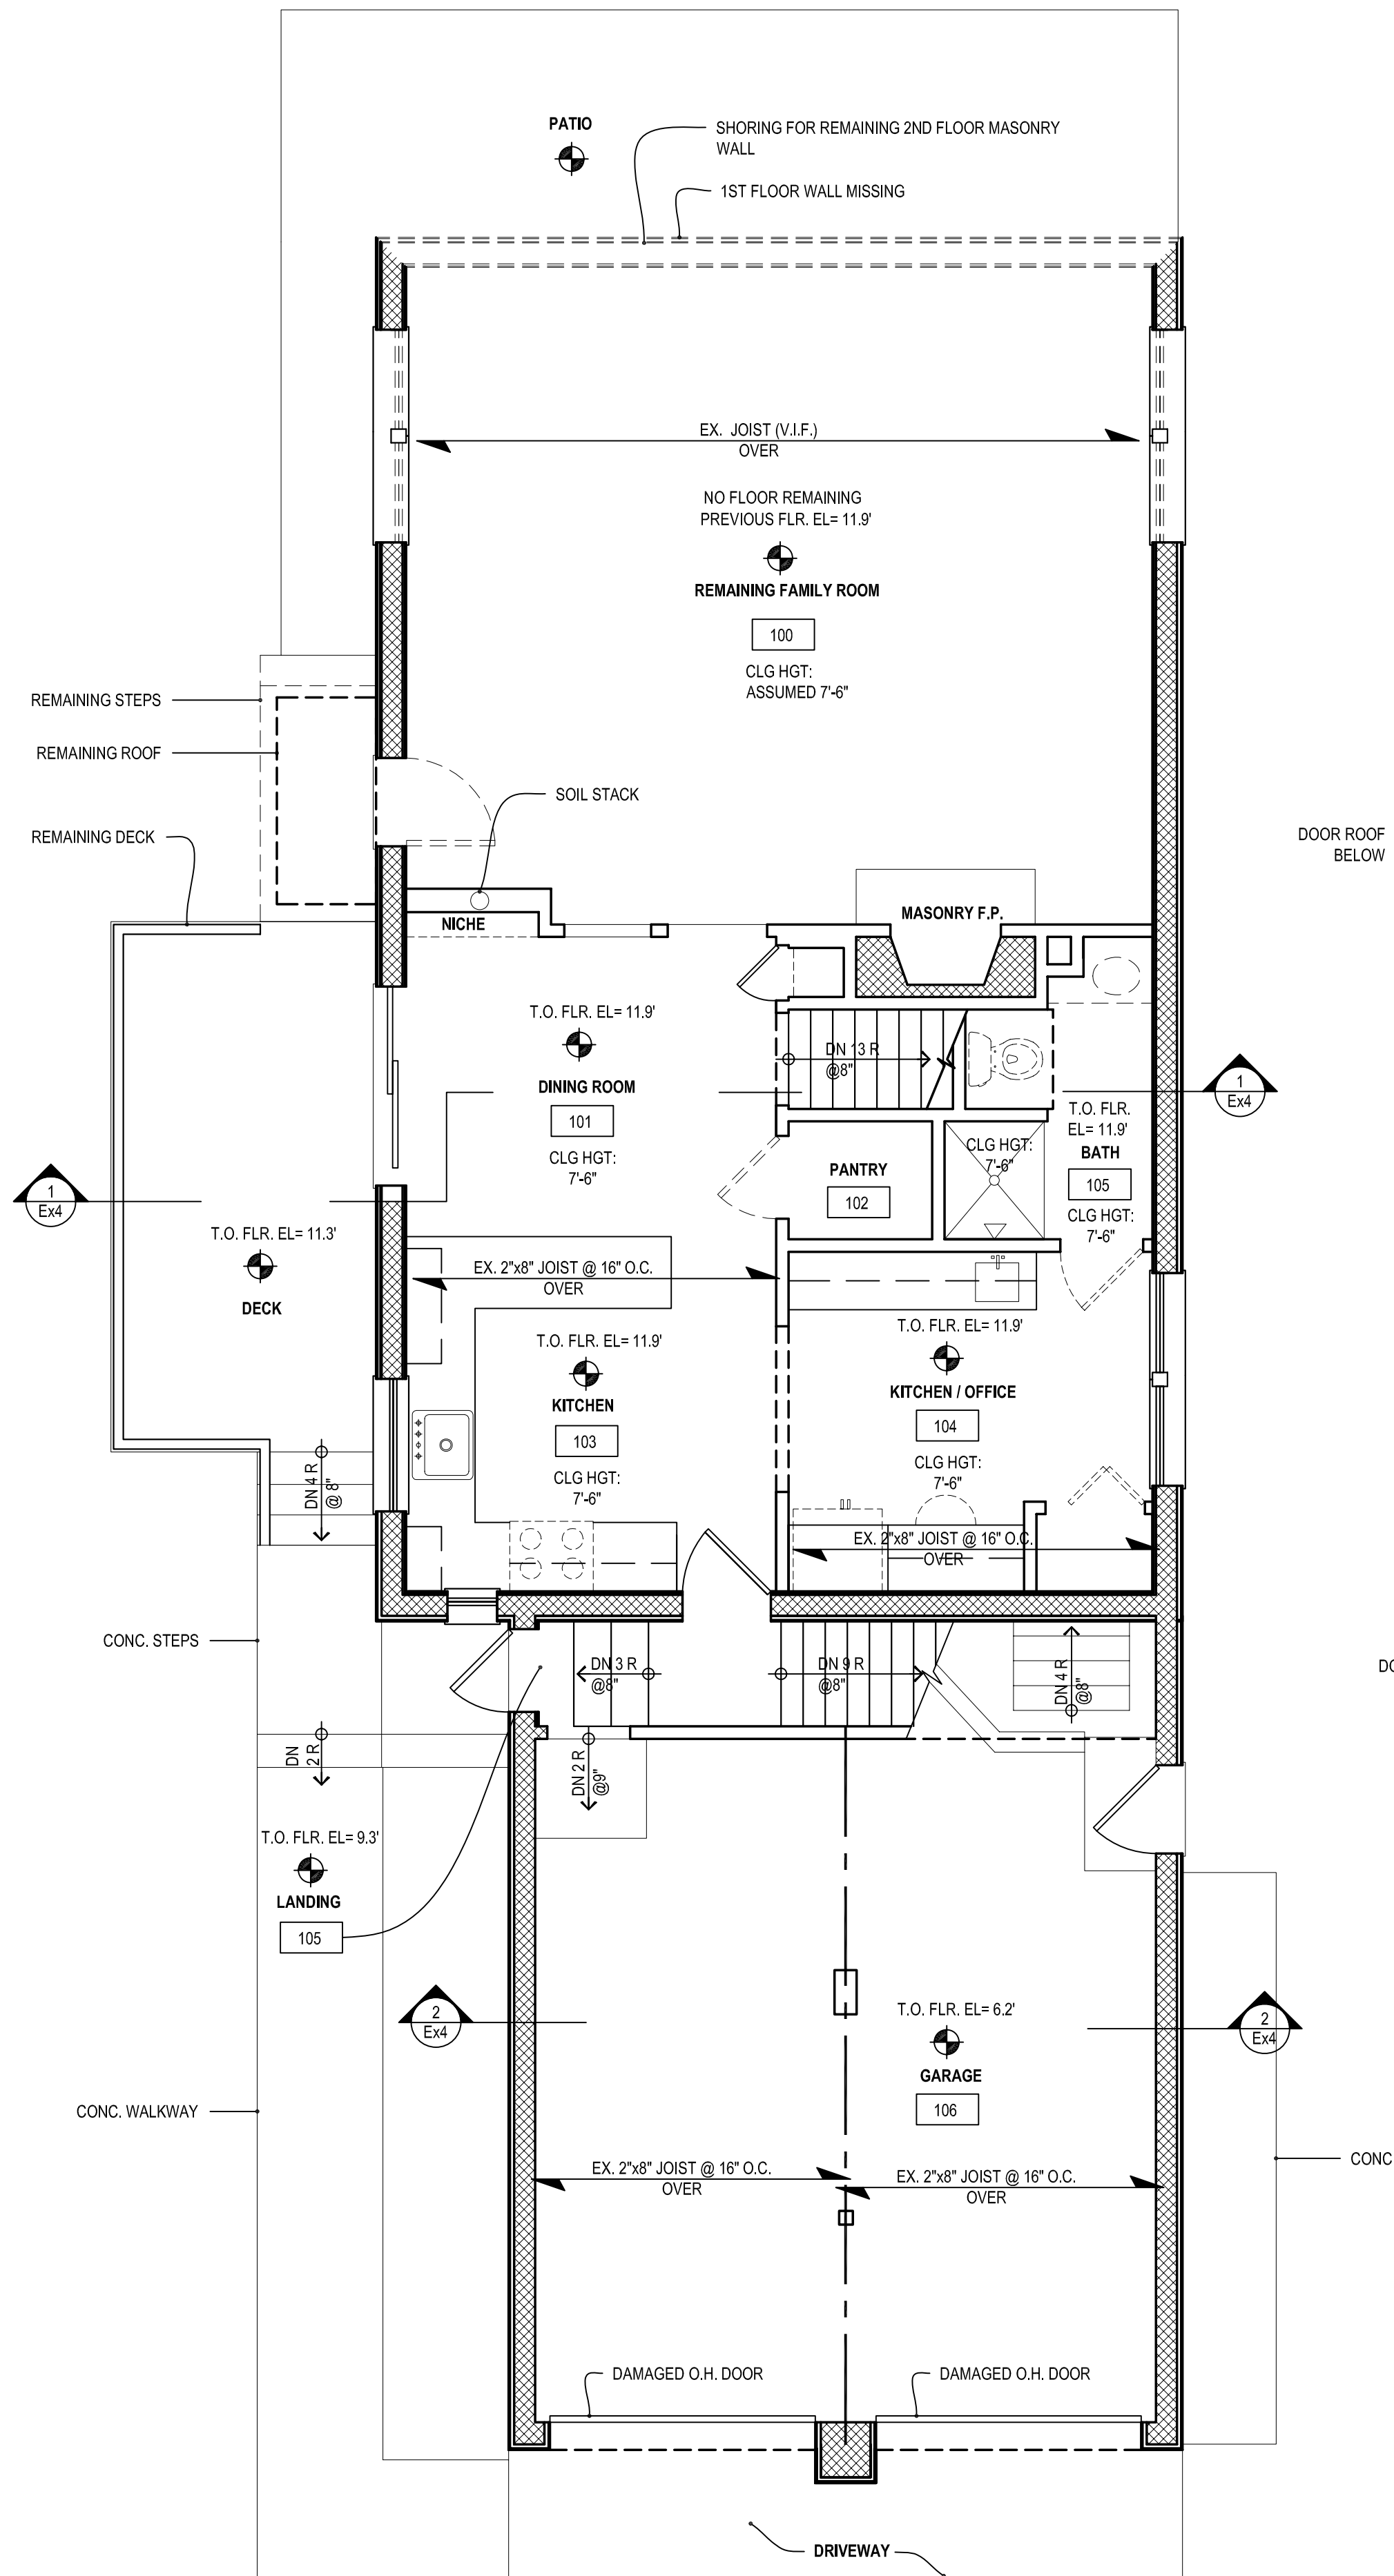 PATIO
SHORING FOR REMAINING 2ND FLOOR MASONRY
WALL
1ST FLOOR WALL MISSING
EX. JOIST (V.I.F.)
OVER
NO FLOOR REMAINING
PREVIOUS FLR. EL= 11.9'
REMAINING FAMILY ROOM
100
CLG HGT:
ASSUMED 7'-6"
REMAINING STEPS
REMAINING ROOF
SOIL STACK
REMAINING DECK
DOOR ROOF
BELOW
NICHE
MASONRY F.P.
T.O. FLR. EL= 11.9'
DINING ROOM
101
CLG HGT:
7'-6"
DN 13 R
@8"
1
Ex4
T.O. FLR.
EL= 11.9'
BATH
105
CLG HGT:
7'-6"
CLG HGT:
7'-6"
PANTRY
102
1
Ex4
T.O. FLR. EL= 11.3'
DECK
EX. 2"x8" JOIST @ 16" O.C.
OVER
T.O. FLR. EL= 11.9'
KITCHEN
103
CLG HGT:
7'-6"
T.O. FLR. EL= 11.9'
KITCHEN / OFFICE
104
CLG HGT:
7'-6"
DN 4 R
@ 8"
EX. 2"x8" JOIST @ 16" O.C.
OVER
CONC. STEPS
DN 3 R
@8"
DN 9 R
@8"
DN 4 R
@8"
DO
DN
2 R
DN 2 R
@9"
T.O. FLR. EL= 9.3'
LANDING
105
2
Ex4
T.O. FLR. EL= 6.2'
GARAGE
106
2
Ex4
CONC. WALKWAY
CONC
EX. 2"x8" JOIST @ 16" O.C.
OVER
EX. 2"x8" JOIST @ 16" O.C.
OVER
DAMAGED O.H. DOOR
DAMAGED O.H. DOOR
DRIVEWAY